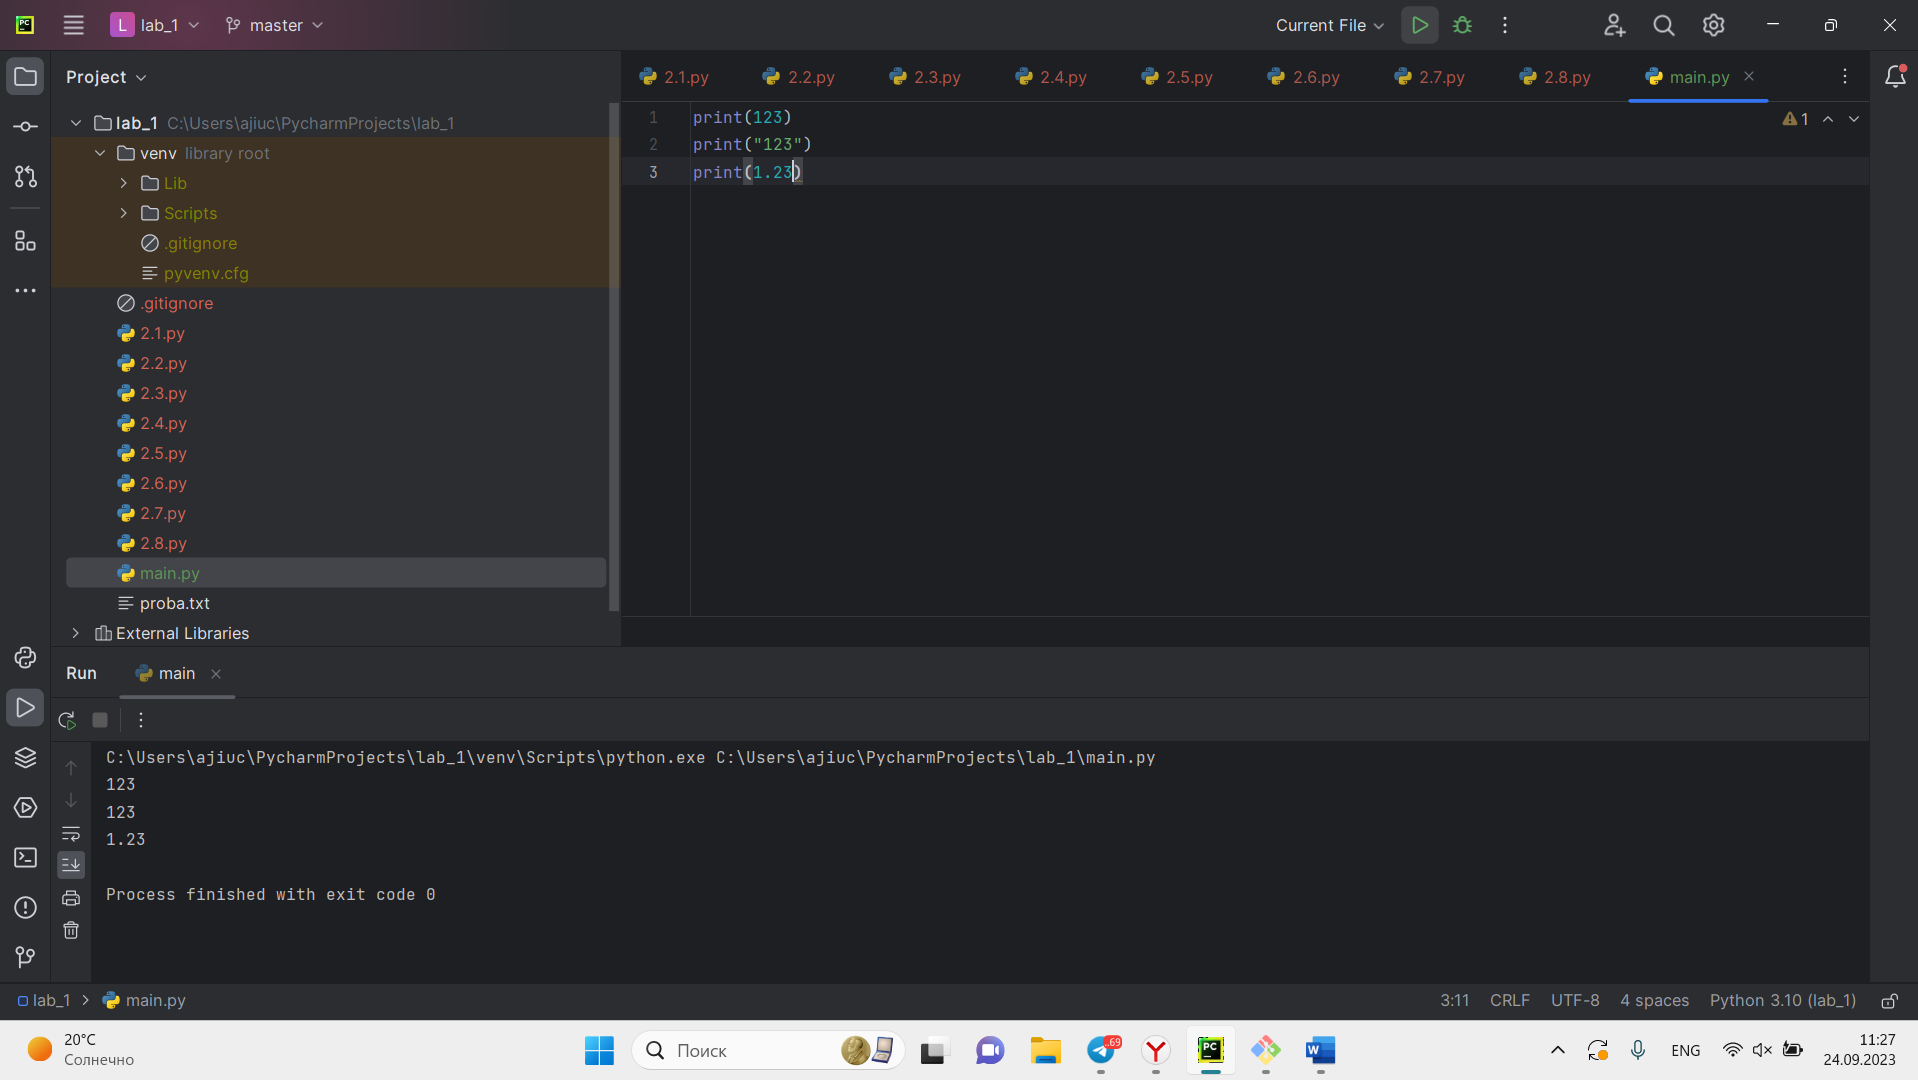 PC
L lab_1 master Current File
Project
2.1.py 2.2.py 2.3.py 2.4.py 2.5.py 2.6.py 2.7.py 2.8.py main.py
lab_1 C:\Users\ajiuc\PycharmProjects\lab_1
venv library root
Lib
Scripts
.gitignore
pyvenv.cfg
.gitignore
2.1.py
2.2.py
2.3.py
2.4.py
2.5.py
2.6.py
2.7.py
2.8.py
main.py
proba.txt
External Libraries
1 print(123)
2 print("123")
3 print(1.23)
1
Run main
C:\Users\ajiuc\PycharmProjects\lab_1\venv\Scripts\python.exe C:\Users\ajiuc\PycharmProjects\lab_1\main.py
123
123
1.23
Process finished with exit code 0
lab_1 main.py 3:11 CRLF UTF-8 4 spaces Python 3.10 (lab_1)
20°C
Солнечно
Поиск
.69
Y
PC
W
ENG
11:27
24.09.2023